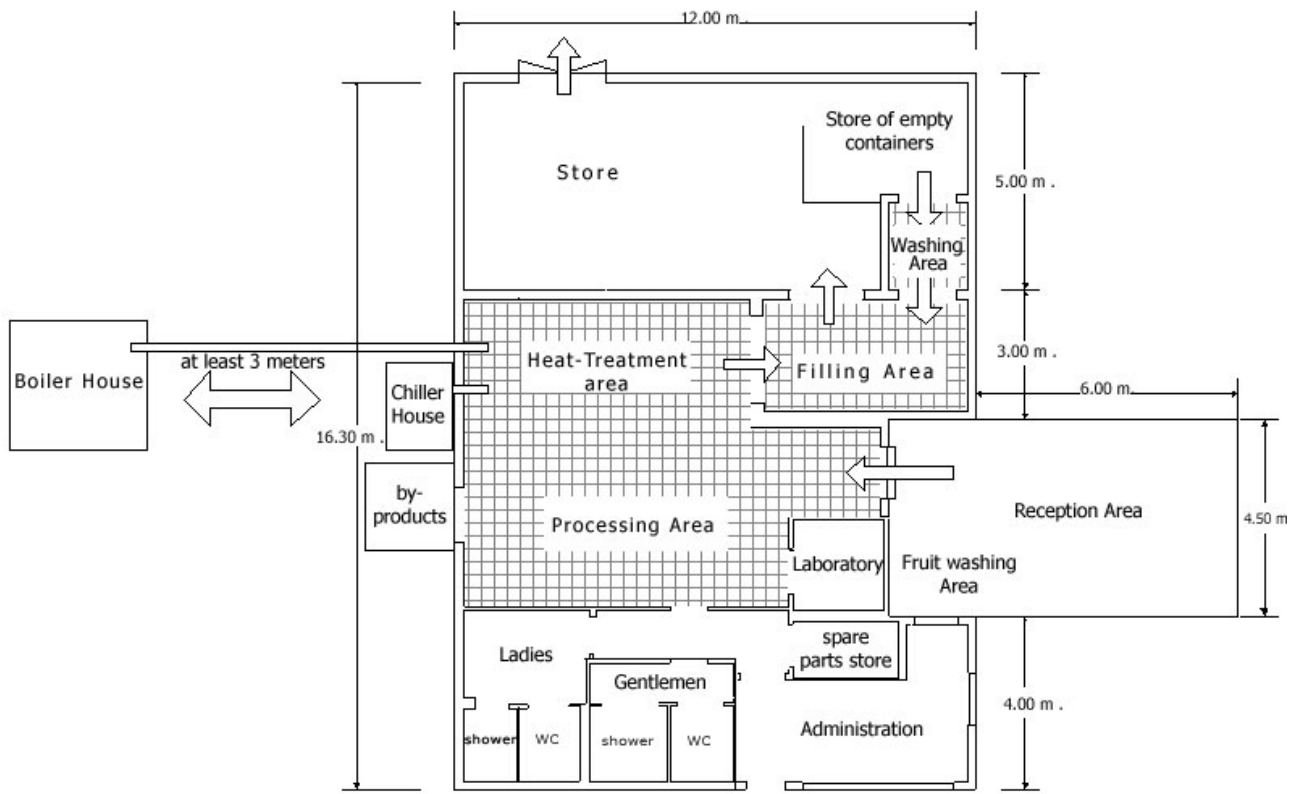 12.00 m .
Store of empty
containers
Store
5.00 m .
Washing
Area
at least 3 meters
Boiler House
Heat-Treatment
area
3.00 m .
Filling Area
6.00 m.
Chiller
House
16.30 m .
by-
products
Processing Area
Reception Area
4.50 m
Laboratory
Fruit washing
Area
spare
parts store
Ladies
Gentlemen
4.00 m .
Administration
shower
WC
shower
WC